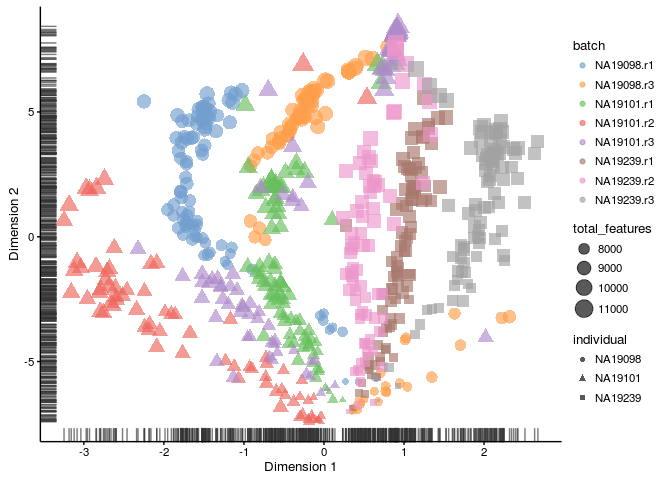 batch
NA19098.r1
NA19098.r3
NA19101.r1
NA19101.r2
NA19101.r3
NA19239.r1
NA19239.r2
NA19239.r3
total_features
8000
9000
10000
11000
individual
NA19098
NA19101
NA19239
Dimension 2
5
0
-5
-3
-2
-1
0
1
2
Dimension 1